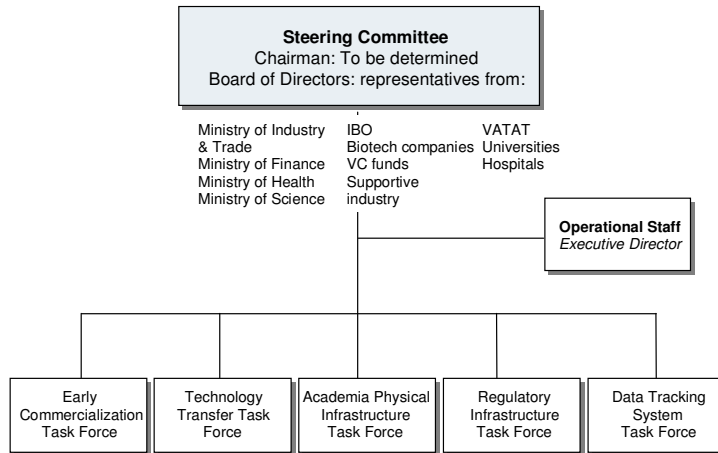 Steering Committee
Chairman: To be determined
Board of Directors: representatives from:
Ministry of Industry
& Trade
Ministry of Finance
Ministry of Health
Ministry of Science
IBO
Biotech companies
VC funds
Supportive
industry
VATAT
Universities
Hospitals
Operational Staff
Executive Director
Early
Commercialization
Task Force
Technology
Transfer Task
Force
Academia Physical
Infrastructure
Task Force
Regulatory
Infrastructure
Task Force
Data Tracking
System
Task Force